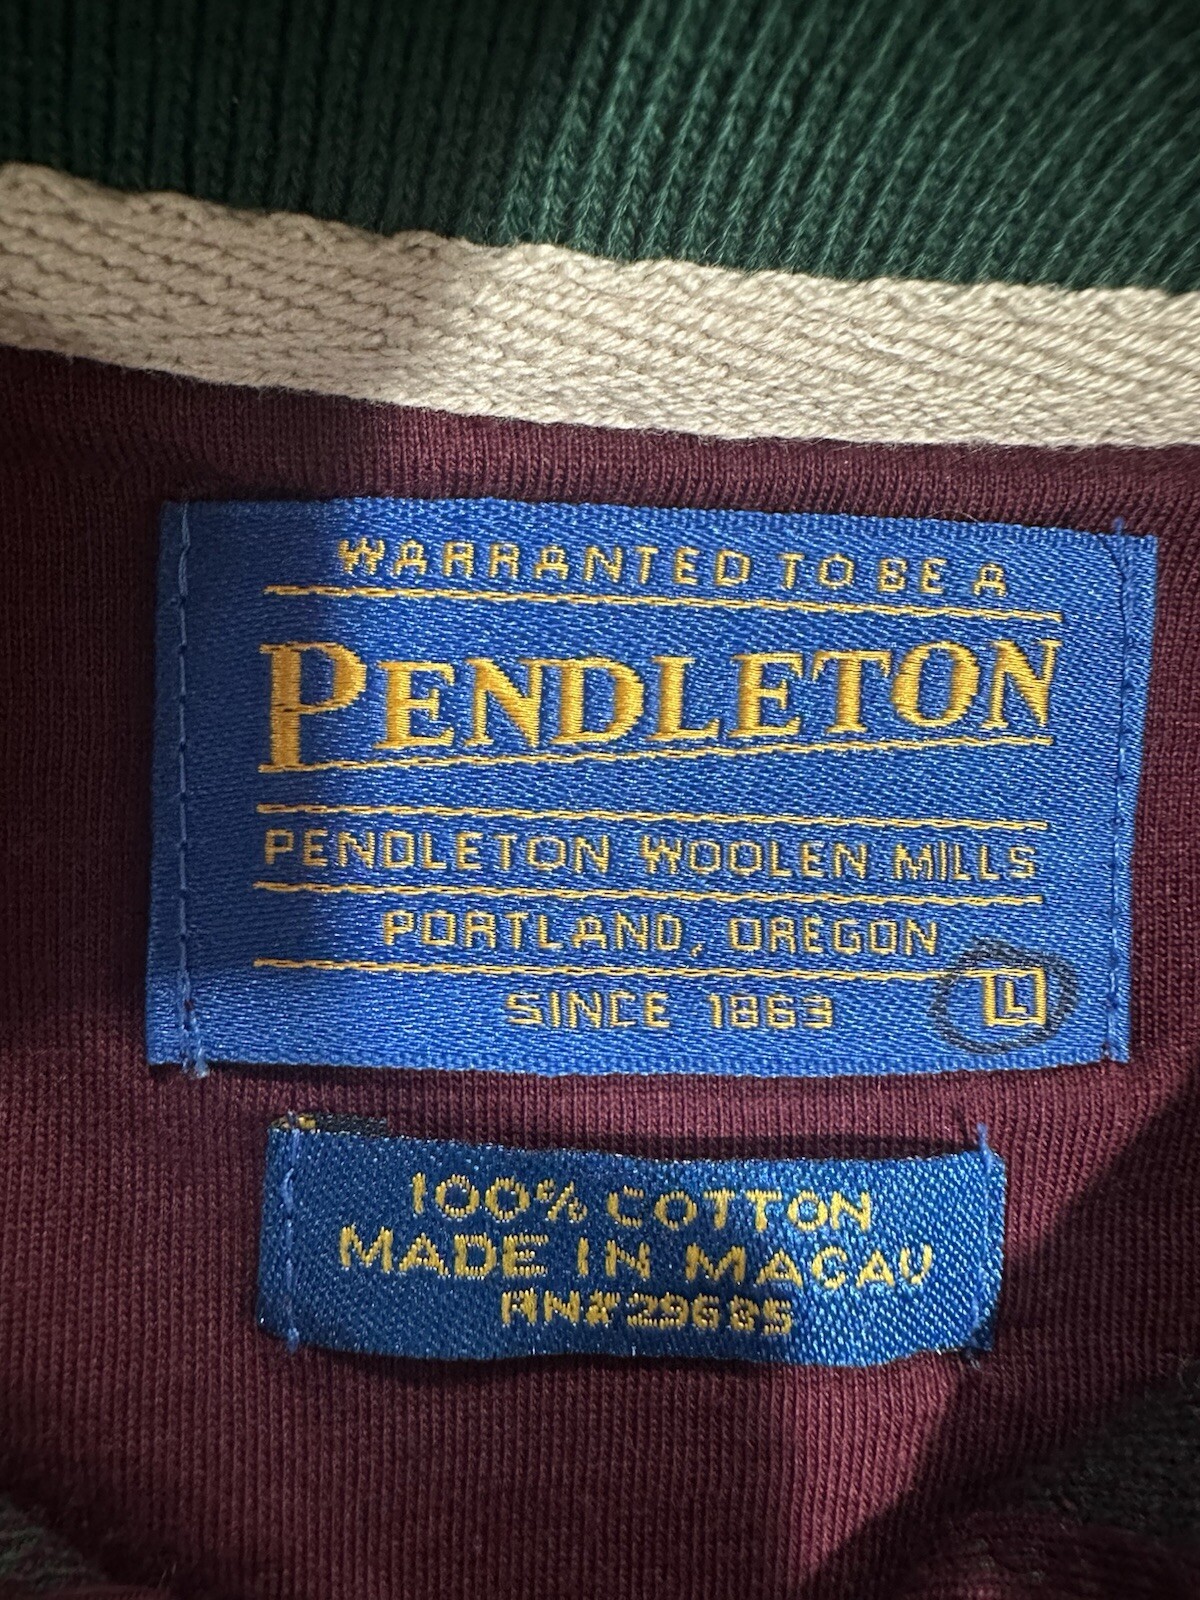 WARRANTED TO BE A
PENDLETON
PENDLETON WOOLEN MILLS
PORTLAND, OREGON
SINCE 1863
L
100% COTTON
MADE IN MACAU
RN#29685